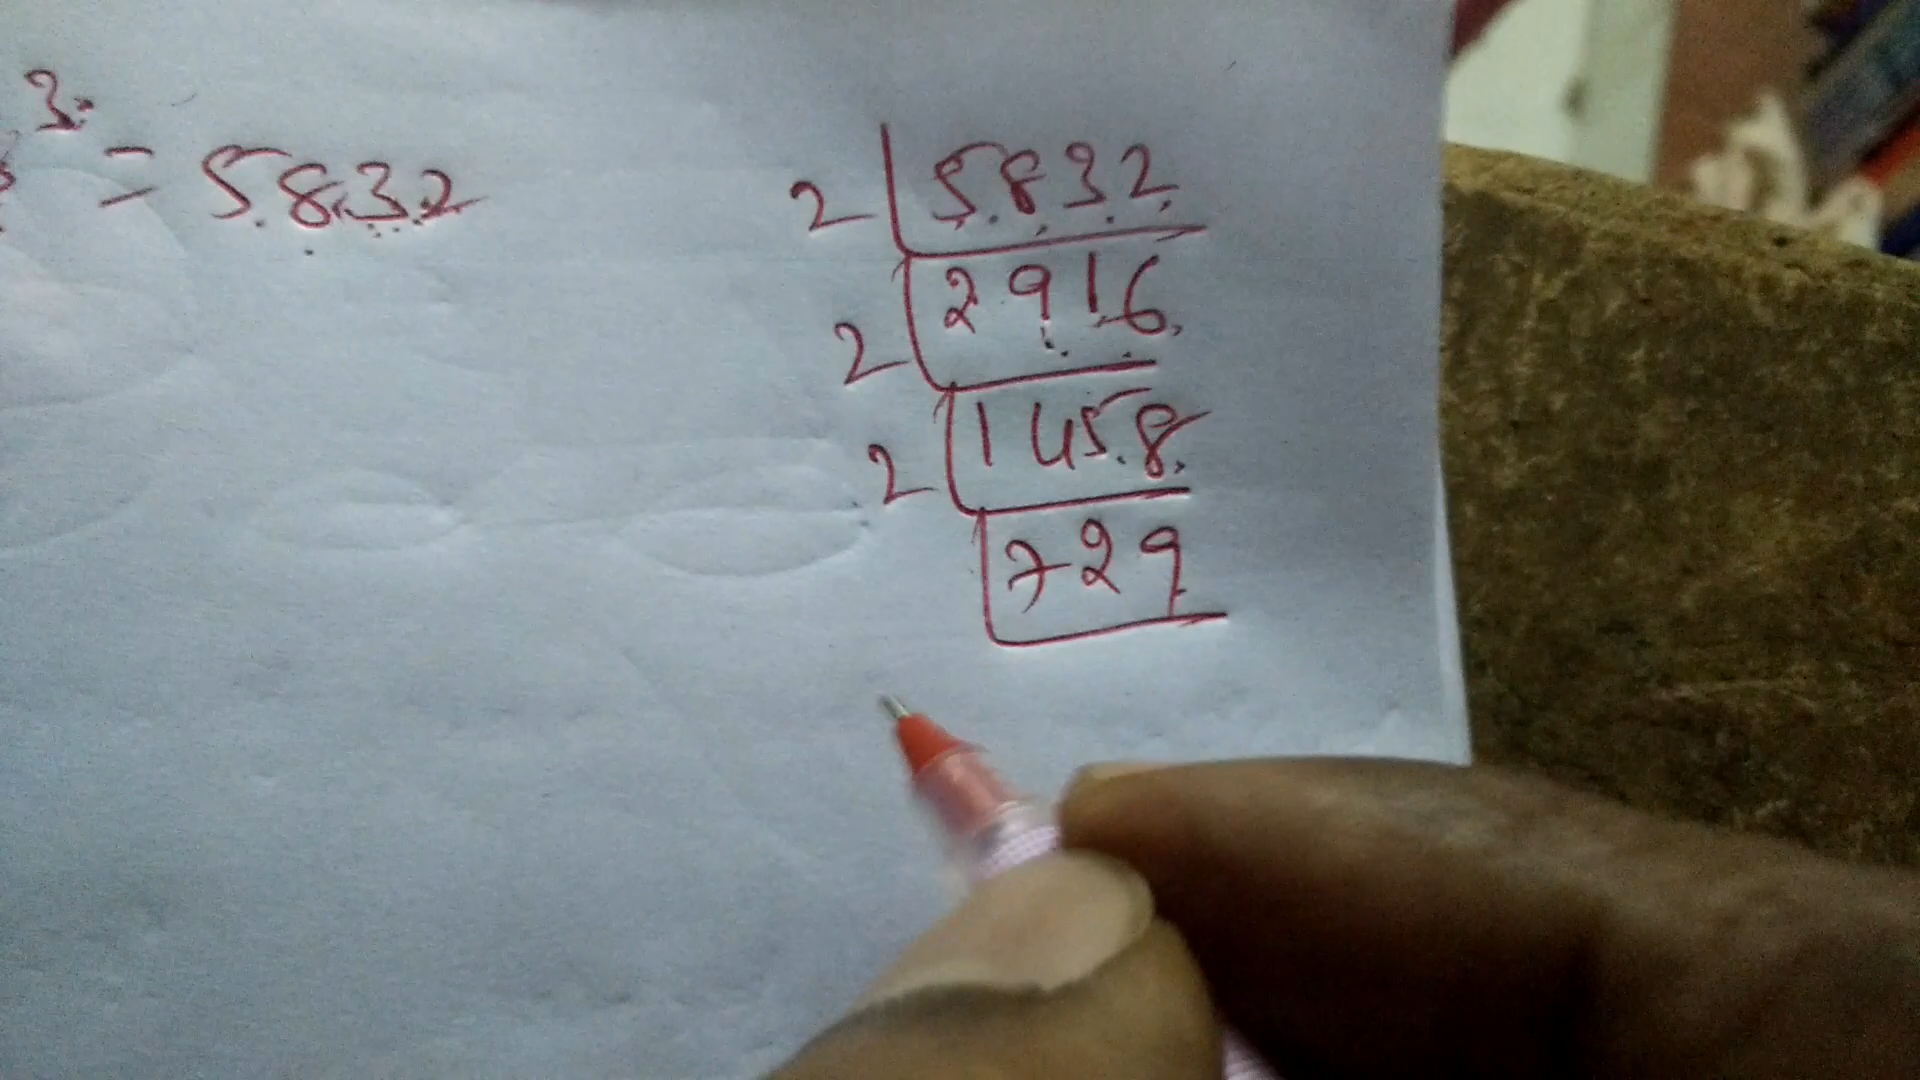 3 = 5832
2 | 5832
2 | 2916
2 | 1458
729